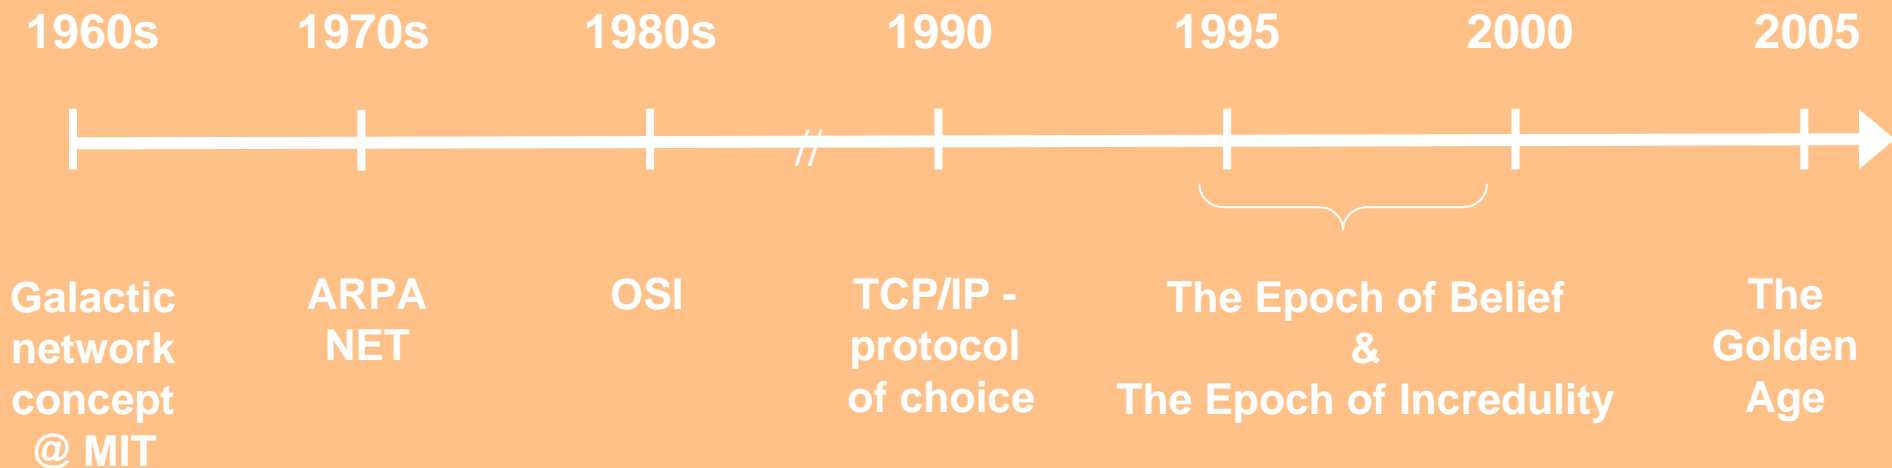 1960s 1970s 1980s 1990 1995 2000 2005
//
Galactic
network
concept
@ MIT
ARPA
NET
OSI
TCP/IP -
protocol
of choice
The Epoch of Belief
&
The Epoch of Incredulity
The
Golden
Age